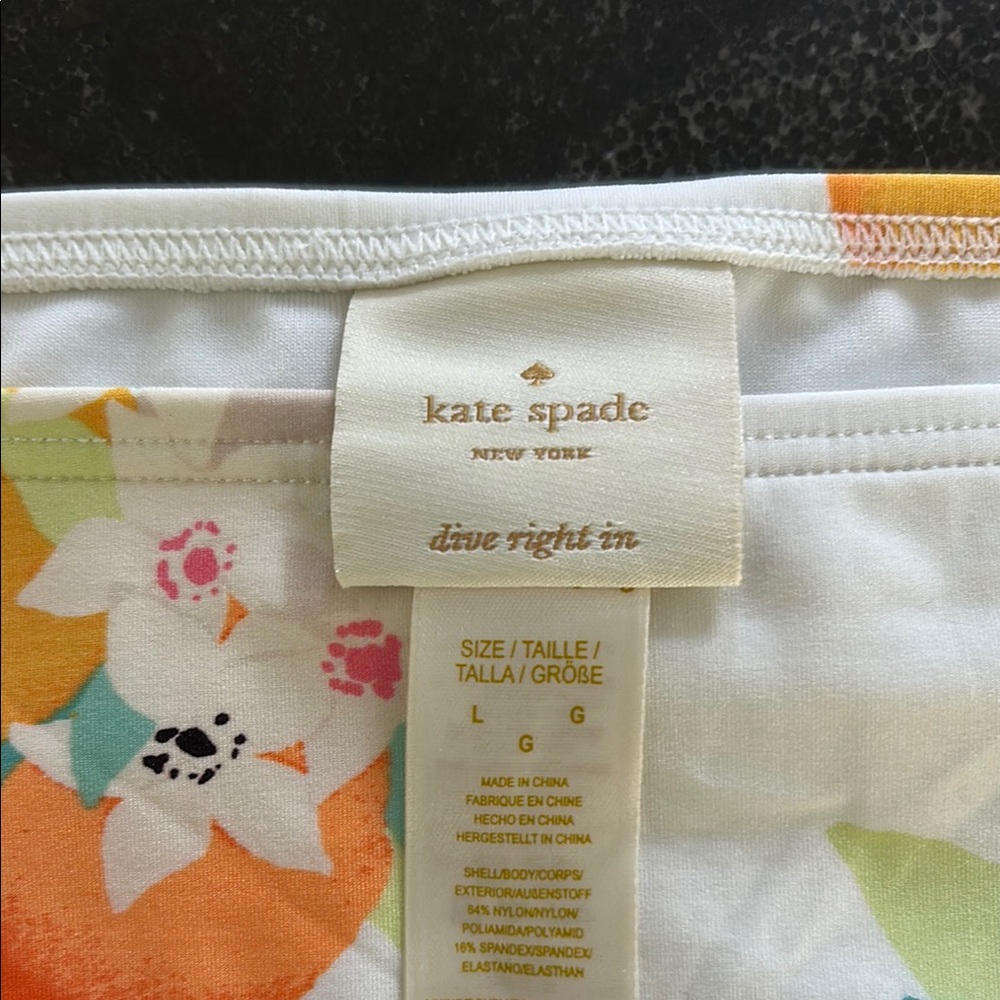 kate spade
NEW YORK
dive right in
SIZE / TAILLE /
TALLA / GRÖßE
L G
G
MADE IN CHINA
FABRIQUE EN CHINE
HECHO EN CHINA
HERGESTELLT IN CHINA
SHELL/BODY/CORPS/
EXTERIOR/AUßENSTOFF
84% NYLON/NYLON/
POLIAMIDA/POLYAMID
16% SPANDEX/SPANDEX/
ELASTANO/ELASTHAN